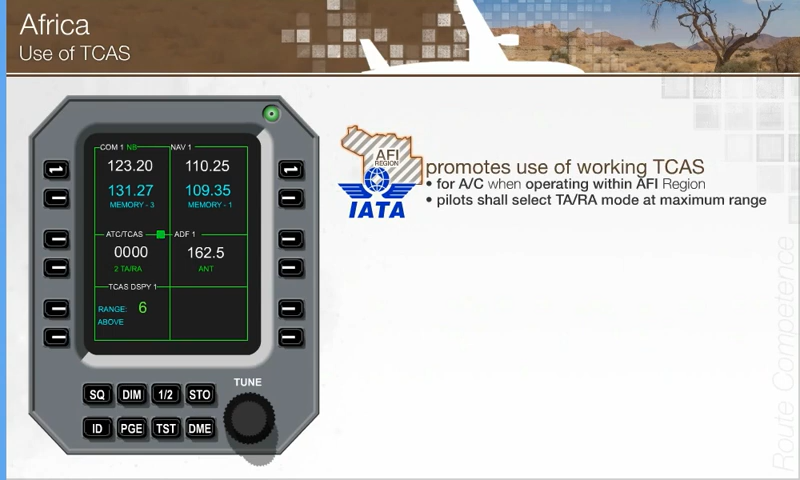 Africa
Use of TCAS
COM 1 NB
NAV 1
123.20
110.25
131.27
109.35
MEMORY - 3
MEMORY - 1
ATC/TCAS
ADF 1
0000
162.5
2 TA/RA
ANT
TCAS DSPY 1
RANGE: 6
ABOVE
TUNE
SQ DIM 1/2 STO
ID PGE TST DME
AFI
REGION
IATA
promotes use of working TCAS
• for A/C when operating within AFI Region
• pilots shall select TA/RA mode at maximum range
Route Competence